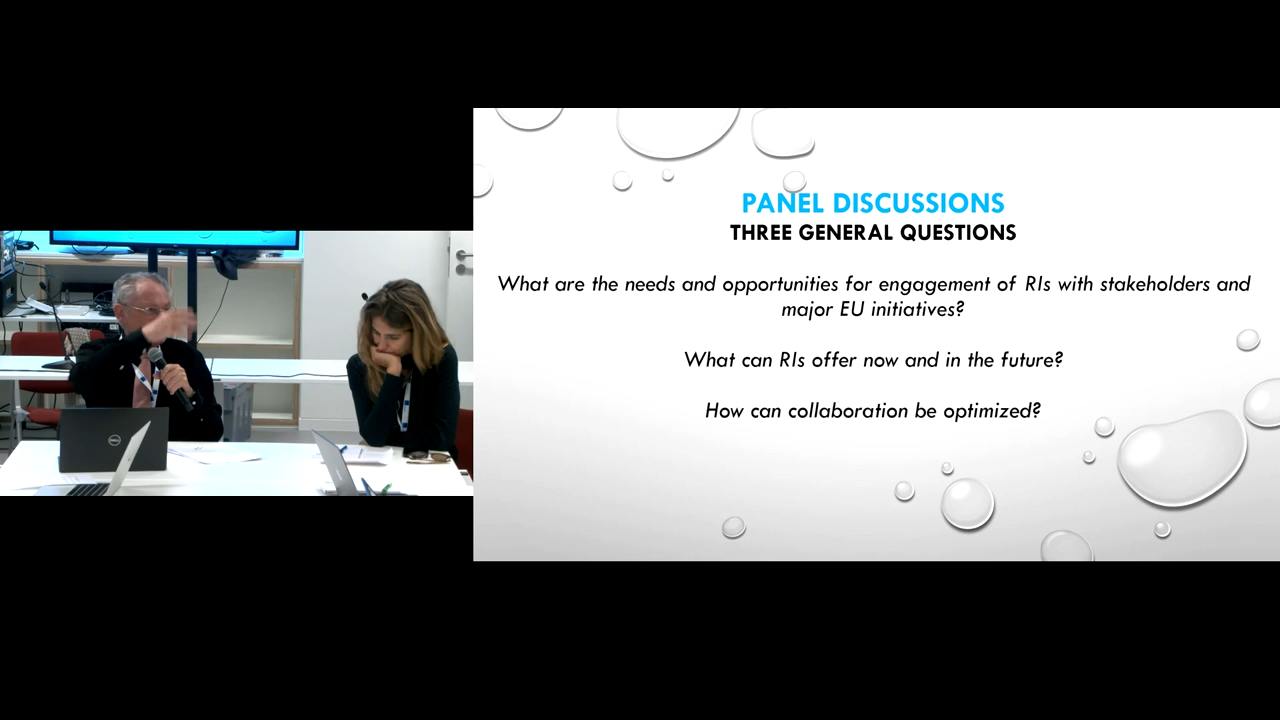 PANEL DISCUSSIONS
THREE GENERAL QUESTIONS
What are the needs and opportunities for engagement of RIs with stakeholders and
major EU initiatives?
What can RIs offer now and in the future?
How can collaboration be optimized?
DELL